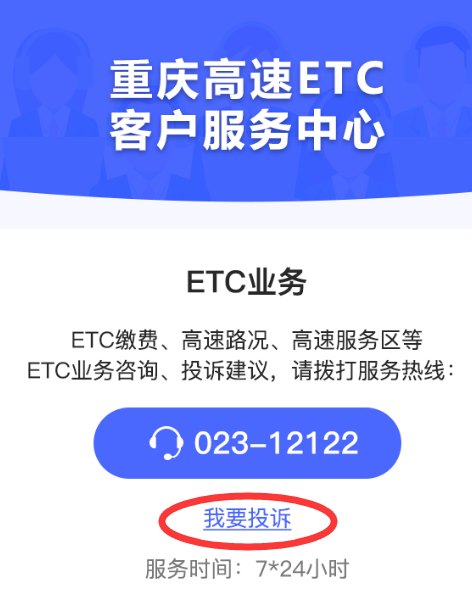 重庆高速ETC
客户服务中心
ETC业务
ETC缴费、高速路况、高速服务区等
ETC业务咨询、投诉建议，请拨打服务热线：
023-12122
我要投诉
服务时间：7*24小时